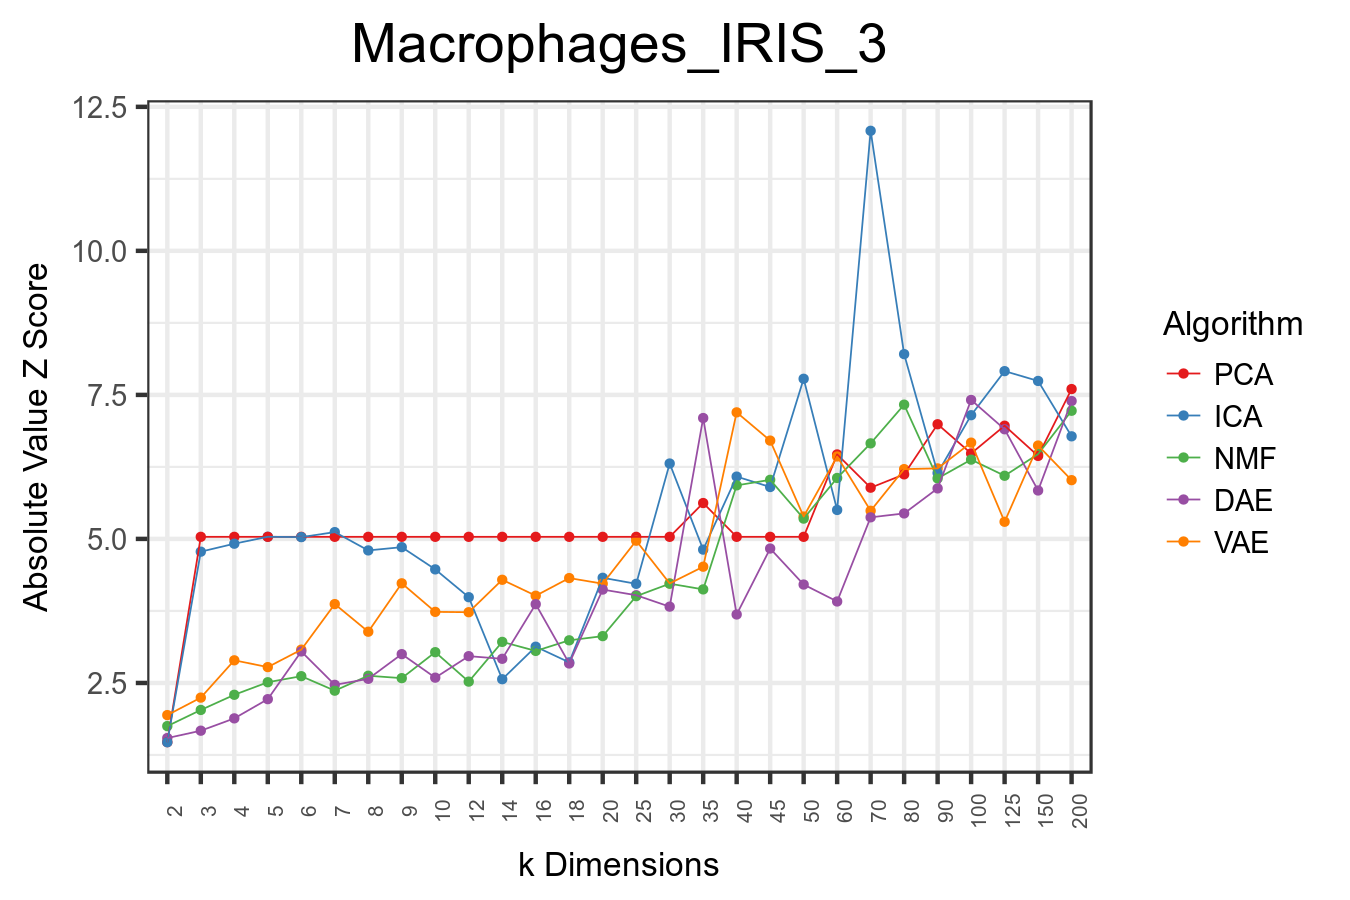 Macrophages_IRIS_3
Absolute Value Z Score
12.5
10.0
7.5
5.0
2.5
2 3 4 5 6 7 8 9 10 12 14 16 18 20 25 30 35 40 45 50 60 70 80 90 100 125 150 200
k Dimensions
Algorithm
PCA
ICA
NMF
DAE
VAE